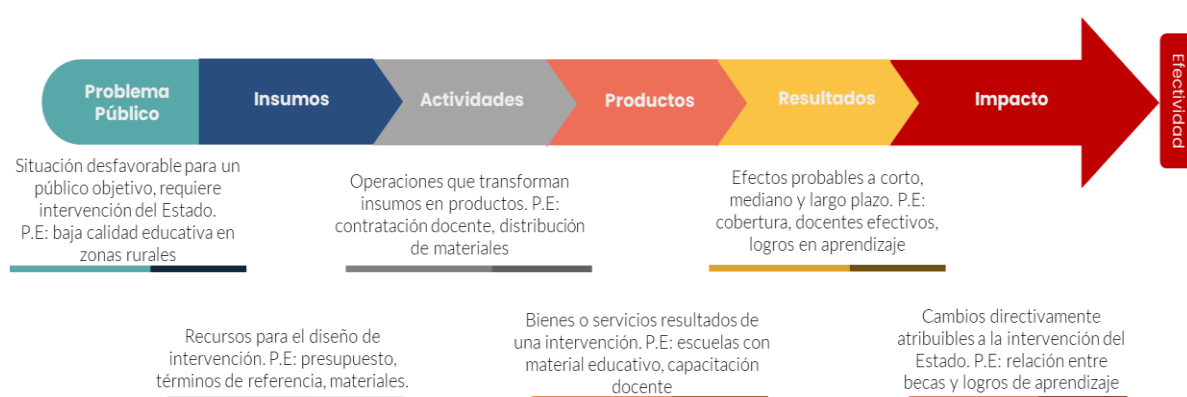 Problema
Público
Insumos
Actividades
Productos
Resultados
Impacto
Efectividad
Situación desfavorable para un
público objetivo, requiere
intervención del Estado.
P.E: baja calidad educativa en
zonas rurales
Operaciones que transforman
insumos en productos. P.E:
contratación docente, distribución
de materiales
Efectos probables a corto,
mediano y largo plazo. P.E:
cobertura, docentes efectivos,
logros en aprendizaje
Recursos para el diseño de
intervención. P.E: presupuesto,
términos de referencia, materiales.
Bienes o servicios resultados de
una intervención. P.E: escuelas con
material educativo, capacitación
docente
Cambios directamente
atribuibles a la intervención del
Estado. P.E: relación entre
becas y logros de aprendizaje